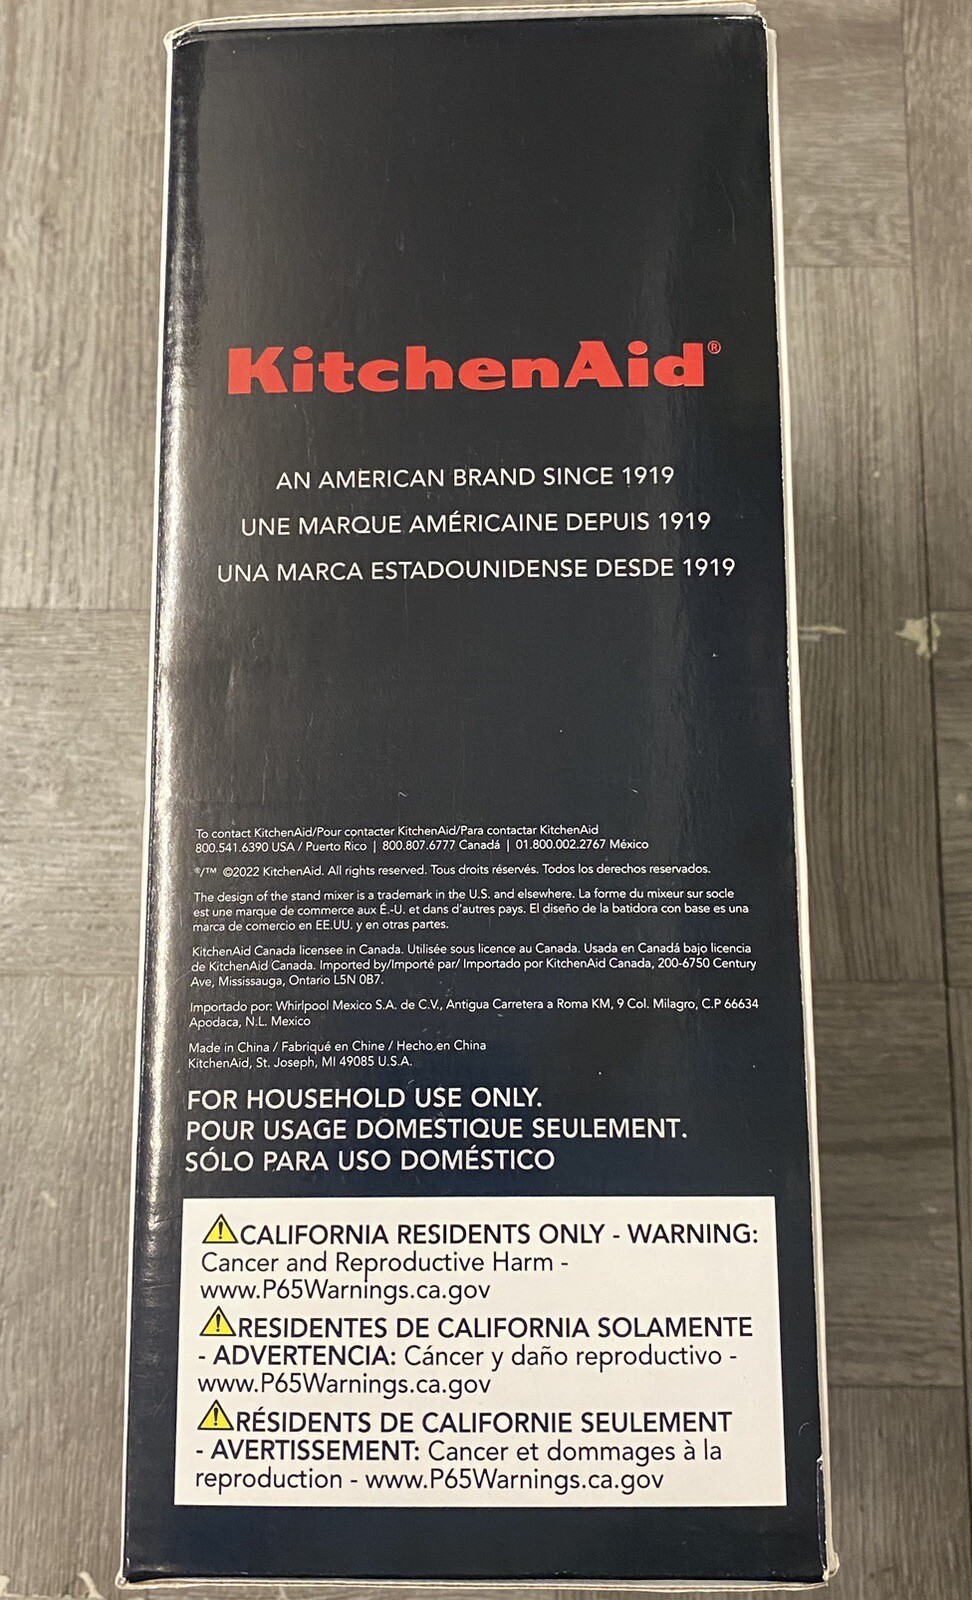 KitchenAid®
AN AMERICAN BRAND SINCE 1919
UNE MARQUE AMÉRICAINE DEPUIS 1919
UNA MARCA ESTADOUNIDENSE DESDE 1919
To contact KitchenAid/Pour contacter KitchenAid/Para contactar KitchenAid
800.541.6390 USA / Puerto Rico | 800.807.6777 Canadá | 01.800.002.2767 México
®/™ ©2022 KitchenAid. All rights reserved. Tous droits réservés. Todos los derechos reservados.
The design of the stand mixer is a trademark in the U.S. and elsewhere. La forme du mixeur sur socle
est une marque de commerce aux É.-U. et dans d'autres pays. El diseño de la batidora con base es una
marca de comercio en EE.UU. y en otras partes.
KitchenAid Canada licensee in Canada. Utilisée sous licence au Canada. Usada en Canadá bajo licencia
de KitchenAid Canada. Imported by/Importé par/ Importado por KitchenAid Canada, 200-6750 Century
Ave, Mississauga, Ontario L5N 0B7.
Importado por: Whirlpool Mexico S.A. de C.V., Antigua Carretera a Roma KM, 9 Col. Milagro, C.P 66634
Apodaca, N.L. Mexico
Made in China / Fabriqué en Chine / Hecho en China
KitchenAid, St. Joseph, MI 49085 U.S.A.
FOR HOUSEHOLD USE ONLY.
POUR USAGE DOMESTIQUE SEULEMENT.
SÓLO PARA USO DOMÉSTICO
CALIFORNIA RESIDENTS ONLY - WARNING:
Cancer and Reproductive Harm -
www.P65Warnings.ca.gov
RESIDENTES DE CALIFORNIA SOLAMENTE
- ADVERTENCIA: Cáncer y daño reproductivo -
www.P65Warnings.ca.gov
RÉSIDENTS DE CALIFORNIE SEULEMENT
- AVERTISSEMENT: Cancer et dommages à la
reproduction - www.P65Warnings.ca.gov